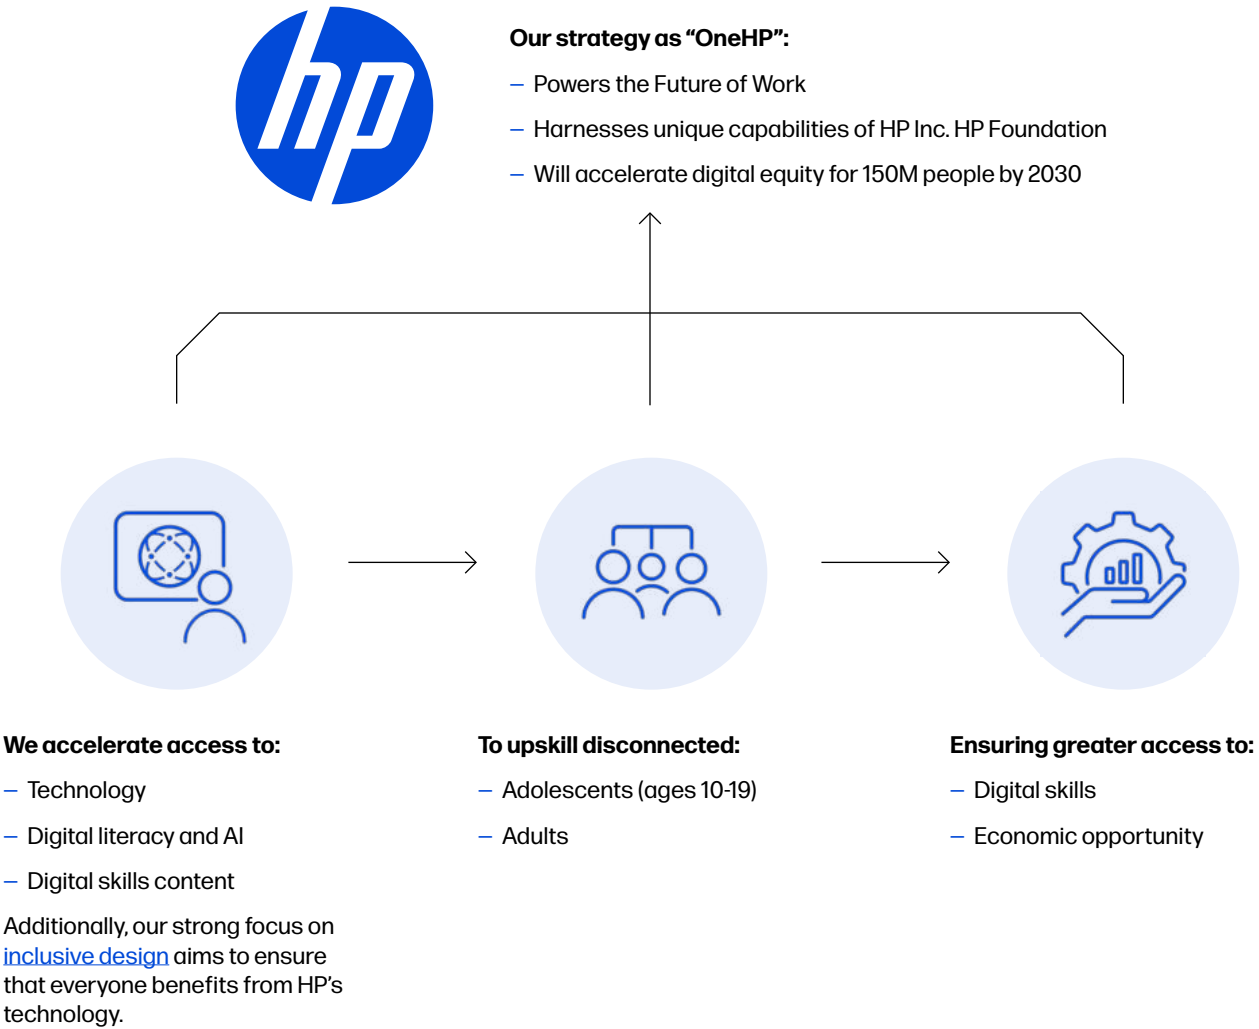 hp
Our strategy as “OneHP”:
– Powers the Future of Work
– Harnesses unique capabilities of HP Inc. HP Foundation
– Will accelerate digital equity for 150M people by 2030
We accelerate access to:
– Technology
– Digital literacy and AI
– Digital skills content
Additionally, our strong focus on
inclusive design aims to ensure
that everyone benefits from HP’s
technology.
To upskill disconnected:
– Adolescents (ages 10-19)
– Adults
Ensuring greater access to:
– Digital skills
– Economic opportunity